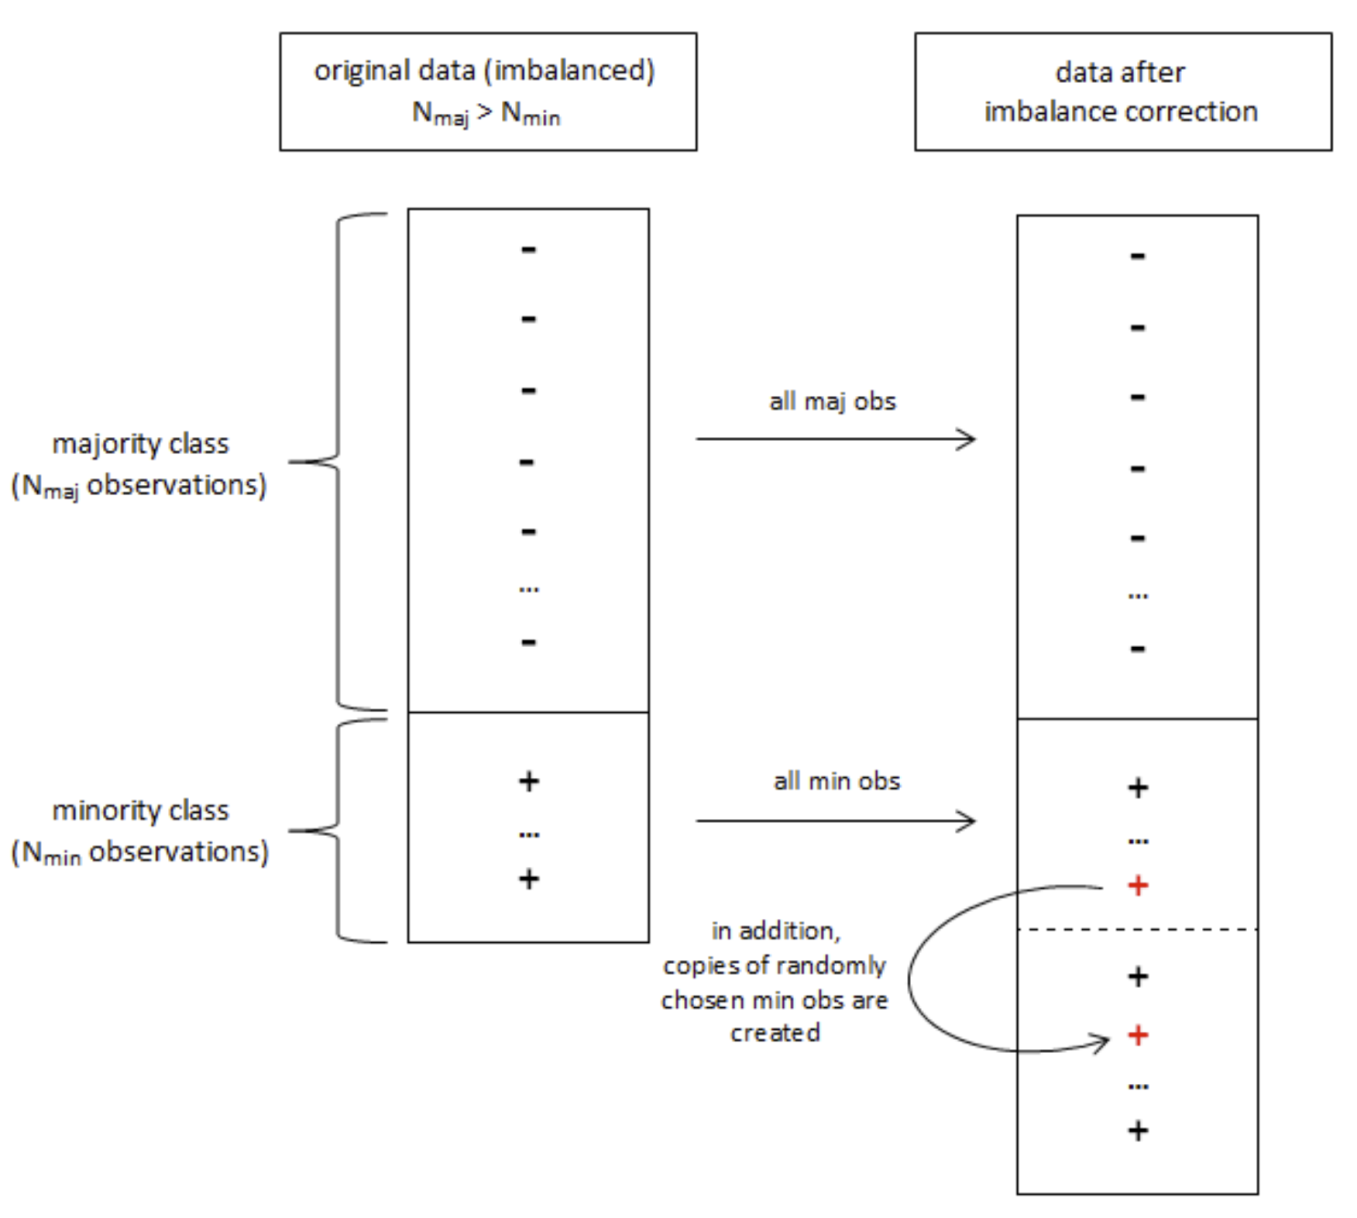 original data (imbalanced)
Nmaj > Nmin
data after
imbalance correction
-
-
-
-
-
...
-
majority class
(Nmaj observations)
all maj obs
-
-
-
-
-
...
-
minority class
(Nmin observations)
+
...
+
all min obs
+
...
+
in addition,
copies of randomly
chosen min obs are
created
+
+
...
+